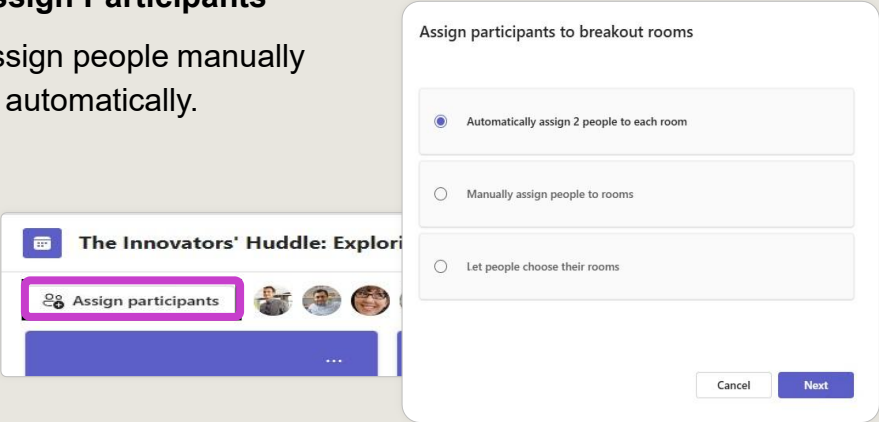 ssign Participants
ssign people manually
automatically.
The Innovators' Huddle: Explori
Assign participants
...
Assign participants to breakout rooms
Automatically assign 2 people to each room
Manually assign people to rooms
Let people choose their rooms
Cancel Next